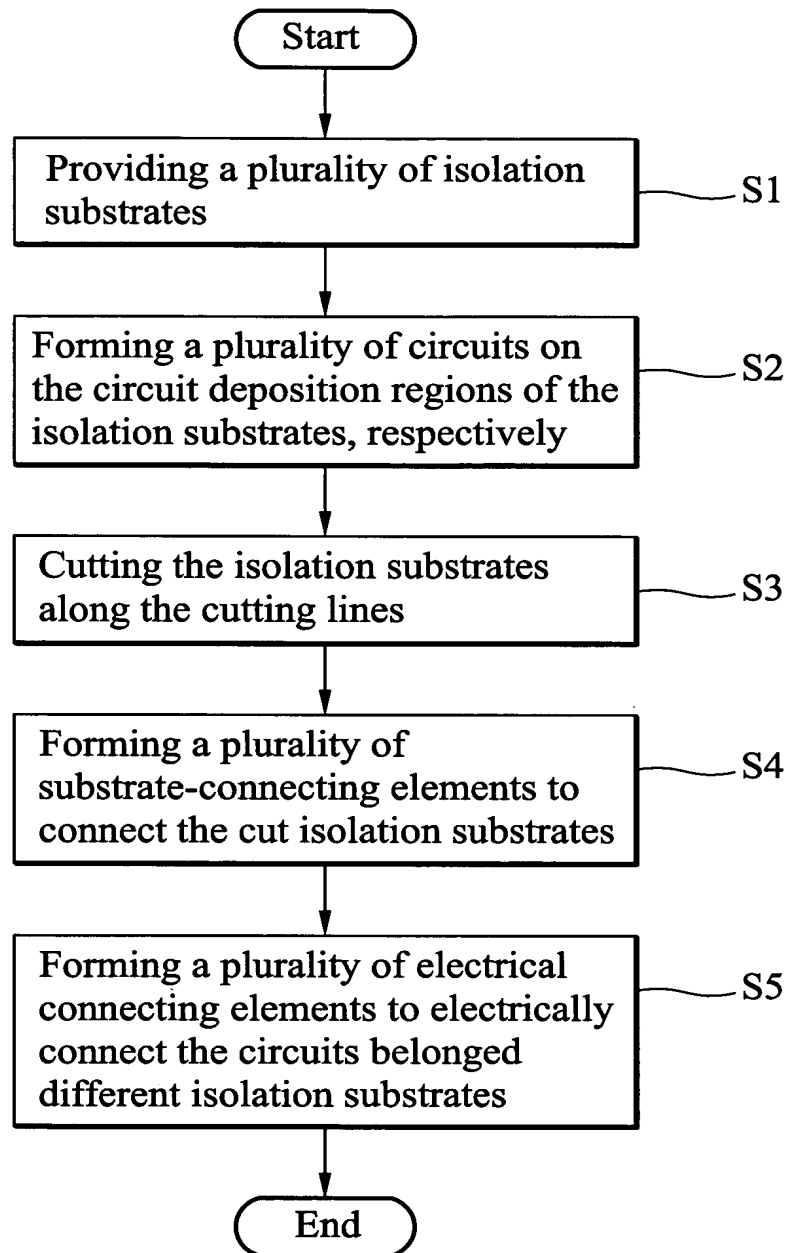 Start
Providing a plurality of isolation
substrates
S1
Forming a plurality of circuits on
the circuit deposition regions of the
isolation substrates, respectively
S2
Cutting the isolation substrates
along the cutting lines
S3
Forming a plurality of
substrate-connecting elements to
connect the cut isolation substrates
S4
Forming a plurality of electrical
connecting elements to electrically
connect the circuits belonged
different isolation substrates
S5
End